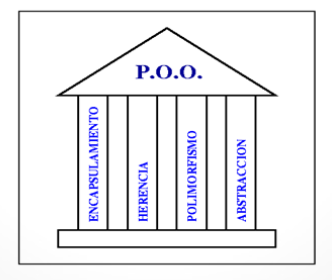 P.O.O.
ENCAPSULAMIENTO
HERENCIA
POLIMORFISMO
ABSTRACCION